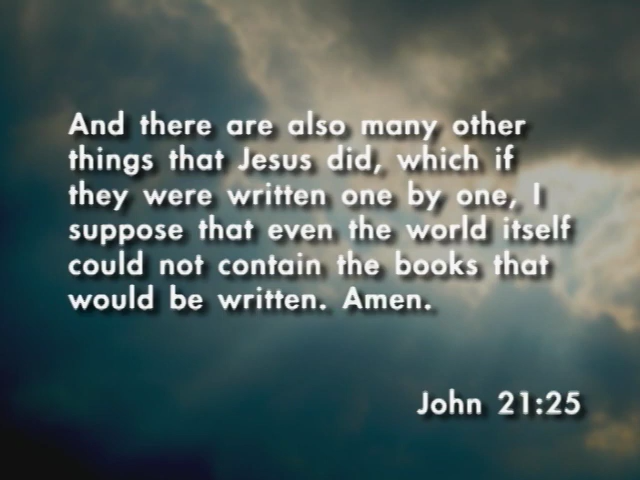 And there are also many other
things that Jesus did, which if
they were written one by one, I
suppose that even the world itself
could not contain the books that
would be written. Amen.
John 21:25